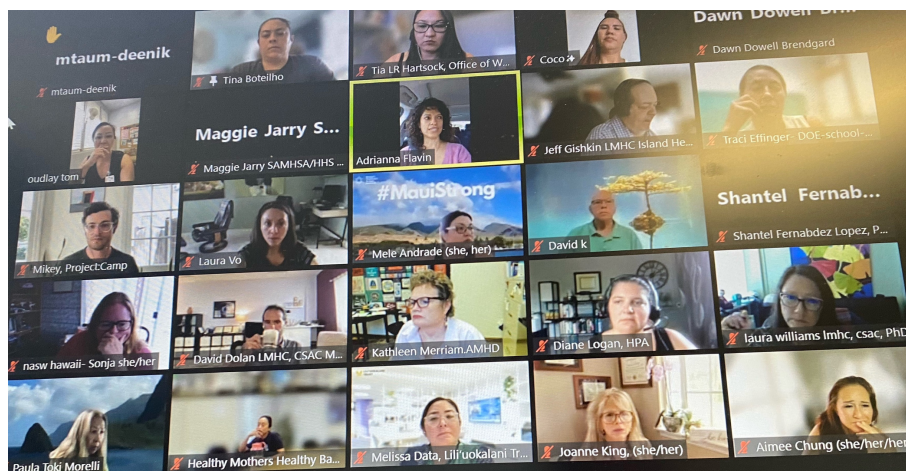 mtaum-deenik
mtaum-deenik
Tina Boteilho
Tia LR Hartsock, Office of W...
Coco
Dawn Dowell Br...
Dawn Dowell Brendgard
oudlay tom
Maggie Jarry S...
Maggie Jarry SAMHSA/HHS ...
Adrianna Flavin
Jeff Gishkin LMHC Island He...
Traci Effinger- DOE-school-...
Mikey, Project:Camp
Laura Vo
#MauiStrong
Mele Andrade (she, her)
David k
Shantel Fernab...
Shantel Fernabdez Lopez, P...
nasw hawaii- Sonja she/her
David Dolan LMHC, CSAC M...
Kathleen Merriam.AMHD
Diane Logan, HPA
laura williams lmhc, csac, PhD
Paula Toki Morelli
Healthy Mothers Healthy Ba...
Melissa Data, Lili'uokalani Tr...
Joanne King, (she/her)
Aimee Chung (she/her/her